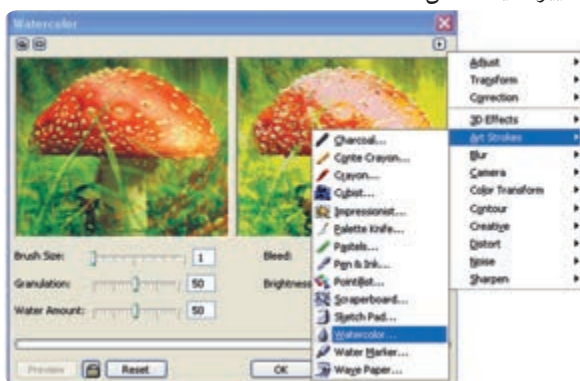 Watercolor
Adjust
Transform
Correction
3D Effects
Art Strokes
Blur
Camera
Color Transform
Contour
Creative
Distort
Noise
Sharpen
Charcoal...
Conte Crayon...
Crayon...
Cubist...
Impressionist...
Palette Knife...
Pastels...
Pen & Ink...
Pointillist...
Scraperboard...
Sketch Pad...
Watercolor...
Water Marker...
Wave Paper...
Brush Size: 1
Bleed:
Granulation: 50
Brightness
Water Amount: 50
Preview Reset OK